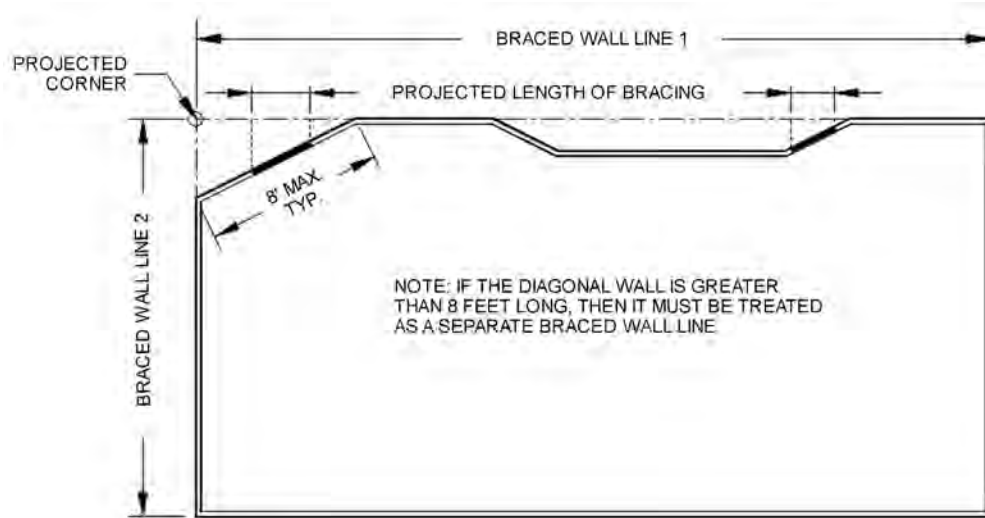 BRACED WALL LINE 1
PROJECTED
CORNER
PROJECTED LENGTH OF BRACING
8' MAX.
TYP.
BRACED WALL LINE 2
NOTE: IF THE DIAGONAL WALL IS GREATER
THAN 8 FEET LONG, THEN IT MUST BE TREATED
AS A SEPARATE BRACED WALL LINE